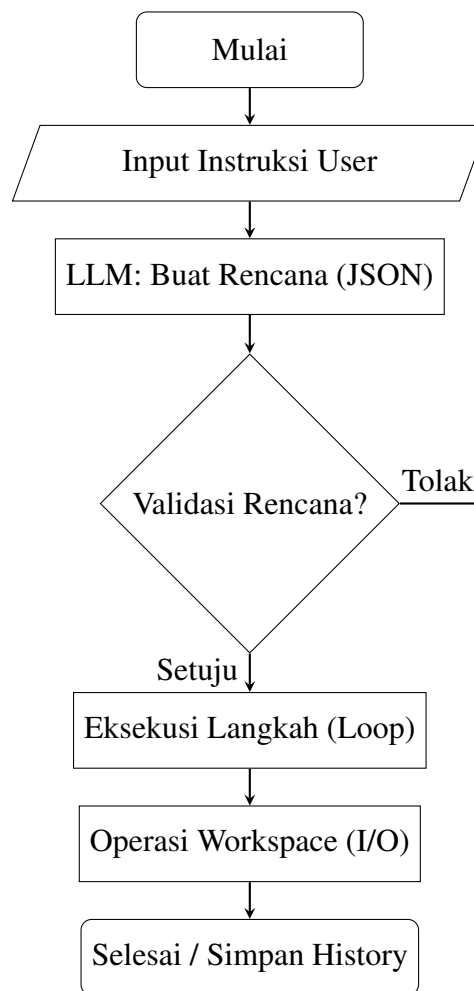 Mulai
Input Instruksi User
LLM: Buat Rencana (JSON)
Validasi Rencana?
Tolak
Setuju
Eksekusi Langkah (Loop)
Operasi Workspace (I/O)
Selesai / Simpan History